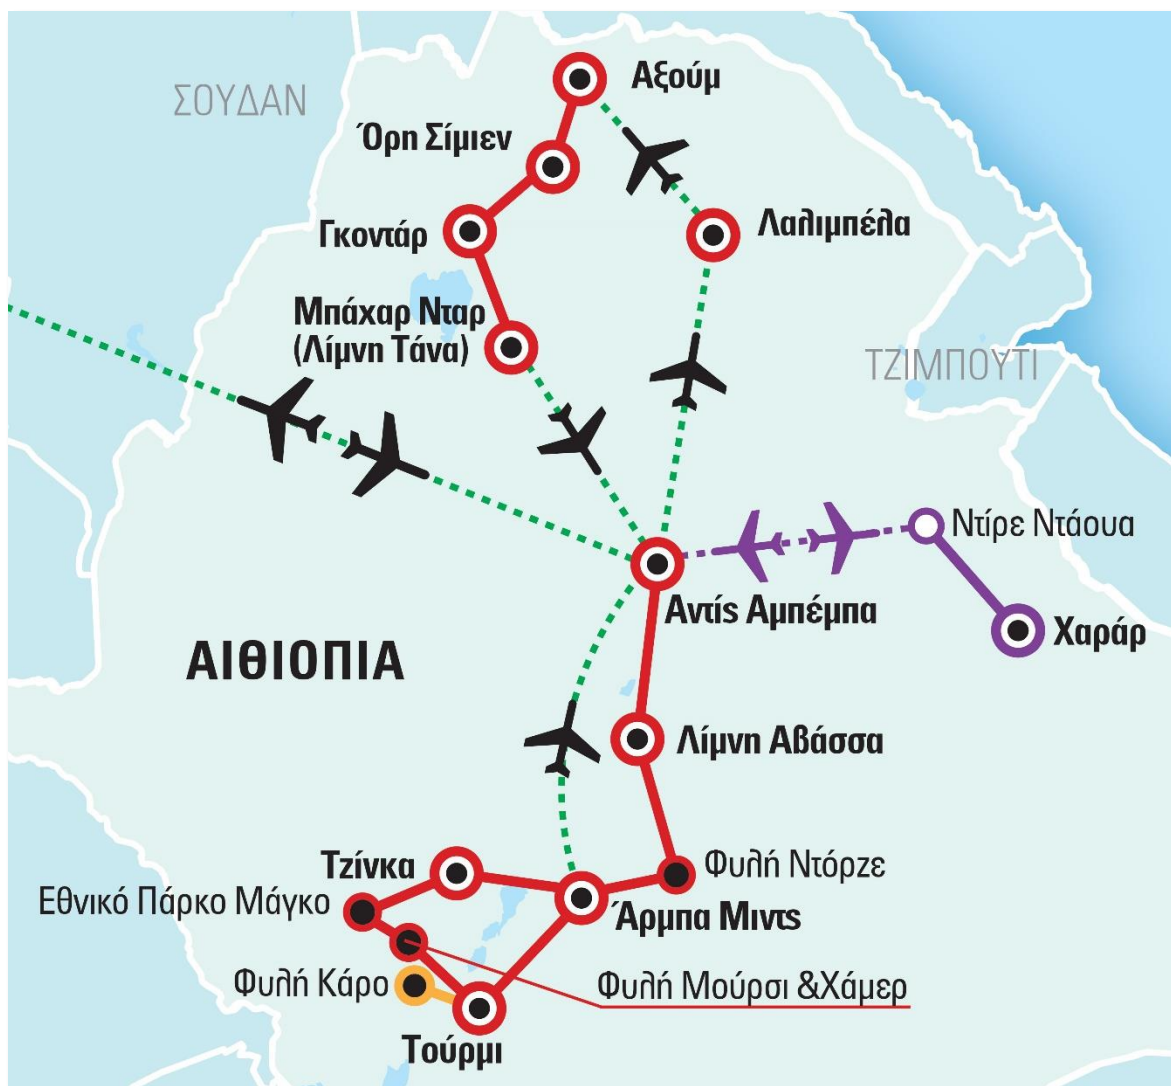 Αξούμ
ΣΟΥΔΑΝ
Όρη Σίμιεν
Γκοντάρ
Λαλιμπέλα
Μπάχαρ Νταρ
(Λίμνη Τάνα)
ΤΖΙΜΠΟΥΤΙ
Ντίρε Ντάουα
Αντίς Αμπέμπα
Χαράρ
ΑΙΘΙΟΠΙΑ
Λίμνη Αβάσσα
Τζίνκα
Φυλή Ντόρζε
Εθνικό Πάρκο Μάγκο
Άρμπα Μιντς
Φυλή Κάρο
Φυλή Μούρσι &Χάμερ
Τούρμι